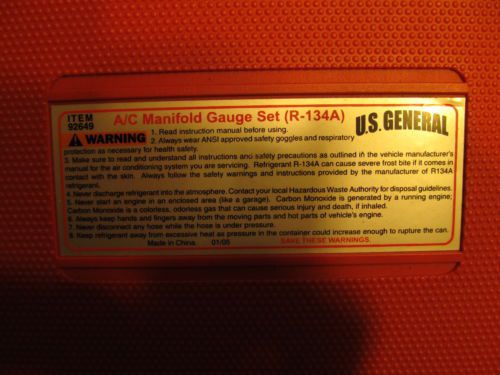 ITEM
92649
A/C Manifold Gauge Set (R-134A)
U.S. GENERAL
WARNING
1. Read instruction manual before using.
2. Always wear ANSI approved safety goggles and respiratory
protection as necessary for health safety.
3. Make sure to read and understand all instructions and safety precautions as outlined in the vehicle manufacturer's
manual for the air conditioning system you are servicing. Refrigerant R-134A can cause severe frost bite if it comes in
contact with the skin. Always follow the safety warnings and instructions provided by the manufacturer of R134A
refrigerant.
4. Never discharge refrigerant into the atmosphere. Contact your local Hazardous Waste Authority for disposal guidelines.
5. Never start an engine in an enclosed area (like a garage). Carbon Monoxide is generated by a running engine;
Carbon Monoxide is a colorless, odorless gas that can cause serious injury and death, if inhaled.
6. Always keep hands and fingers away from the moving parts and hot parts of vehicle's engine.
7. Never disconnect any hose while the hose is under pressure.
8. Keep refrigerant away from excessive heat as pressure in the container could increase enough to rupture the can.
Made in China. 01/05 SAVE THESE WARNINGS.